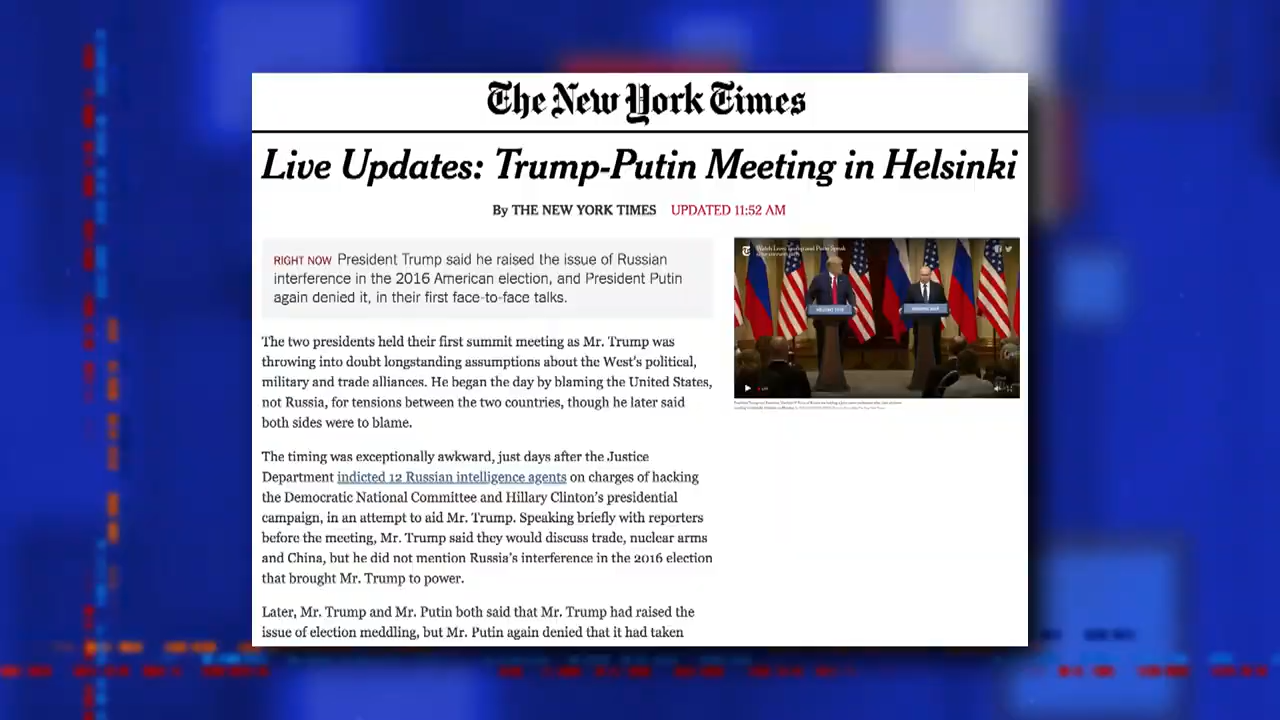 The New York Times
Live Updates: Trump-Putin Meeting in Helsinki
By THE NEW YORK TIMES UPDATED 11:52 AM
RIGHT NOW President Trump said he raised the issue of Russian
interference in the 2016 American election, and President Putin
again denied it, in their first face-to-face talks.
The two presidents held their first summit meeting as Mr. Trump was
throwing into doubt longstanding assumptions about the West's political,
military and trade alliances. He began the day by blaming the United States,
not Russia, for tensions between the two countries, though he later said
both sides were to blame.
The timing was exceptionally awkward, just days after the Justice
Department indicted 12 Russian intelligence agents on charges of hacking
the Democratic National Committee and Hillary Clinton's presidential
campaign, in an attempt to aid Mr. Trump. Speaking briefly with reporters
before the meeting, Mr. Trump said they would discuss trade, nuclear arms
and China, but he did not mention Russia's interference in the 2016 election
that brought Mr. Trump to power.
Later, Mr. Trump and Mr. Putin both said that Mr. Trump had raised the
issue of election meddling, but Mr. Putin again denied that it had taken
Watch Live: Trump and Putin Speak
HELSINKI 2018